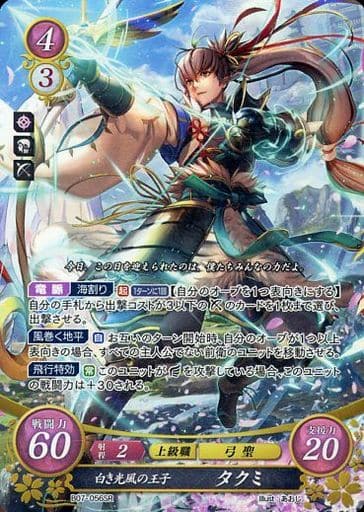 4
3
今日、この日を迎えられたのは、僕たちみんなの力だよ。
竜脈 海割り 起 1ターンに1回 【自分のオーブを1つ表向きにする】
自分の手札から出撃コストが3以下の のカードを1枚まで選び、
出撃させる。
風巻く地平 自 お互いのターン開始時、自分のオーブが1つ以上
表向きの場合、すべての主人公でない前衛のユニットを移動させる。
飛行特効 常 このユニットが を攻撃している場合、このユニット
の戦闘力は+30される。
戦闘力
60
射程 2 上級職 弓聖
支援力
20
白き光風の王子 タクミ
B07-056SR
illust:あおじ